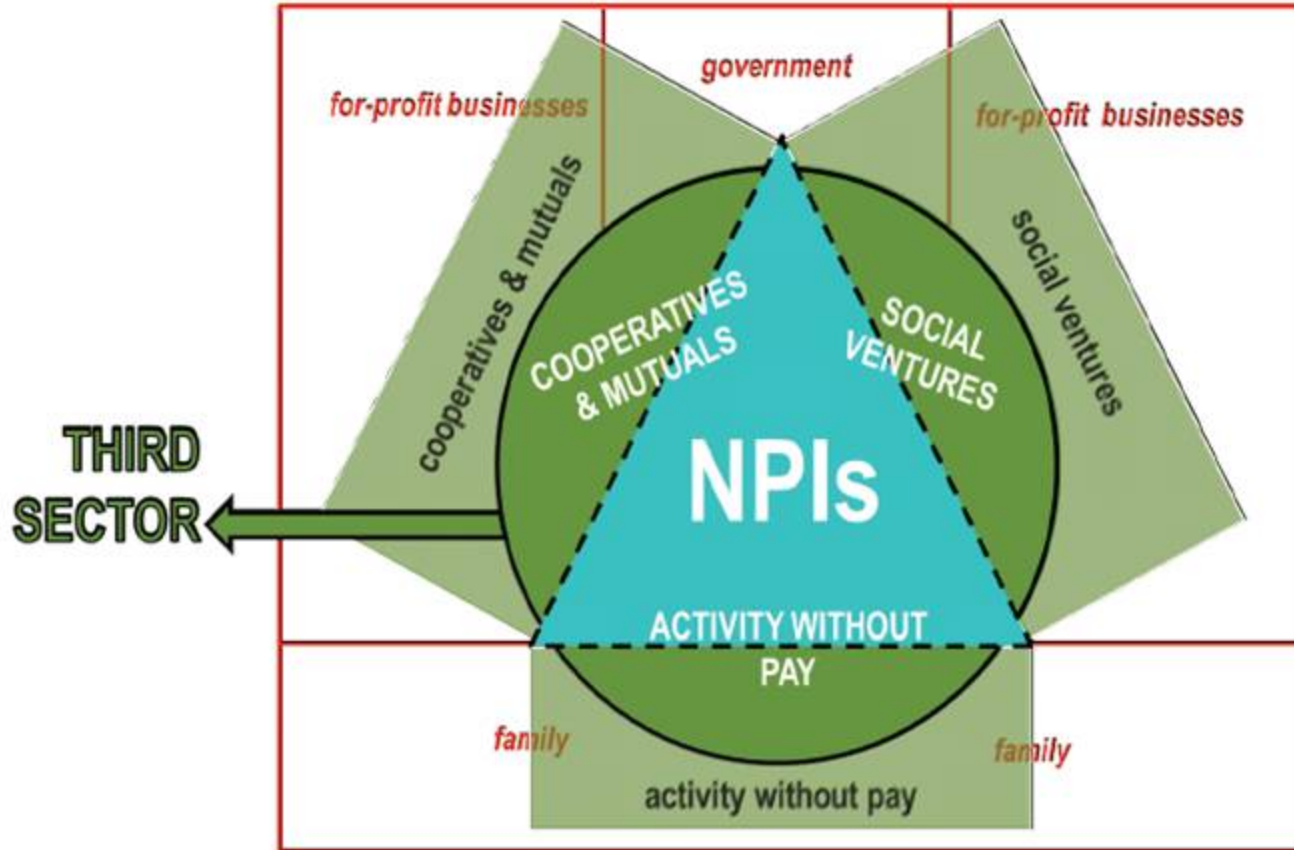 government
for-profit businesses
for-profit businesses
cooperatives & mutuals
social ventures
COOPERATIVES
& MUTUALS
SOCIAL
VENTURES
THIRD
SECTOR
NPIs
ACTIVITY WITHOUT
PAY
family
family
activity without pay